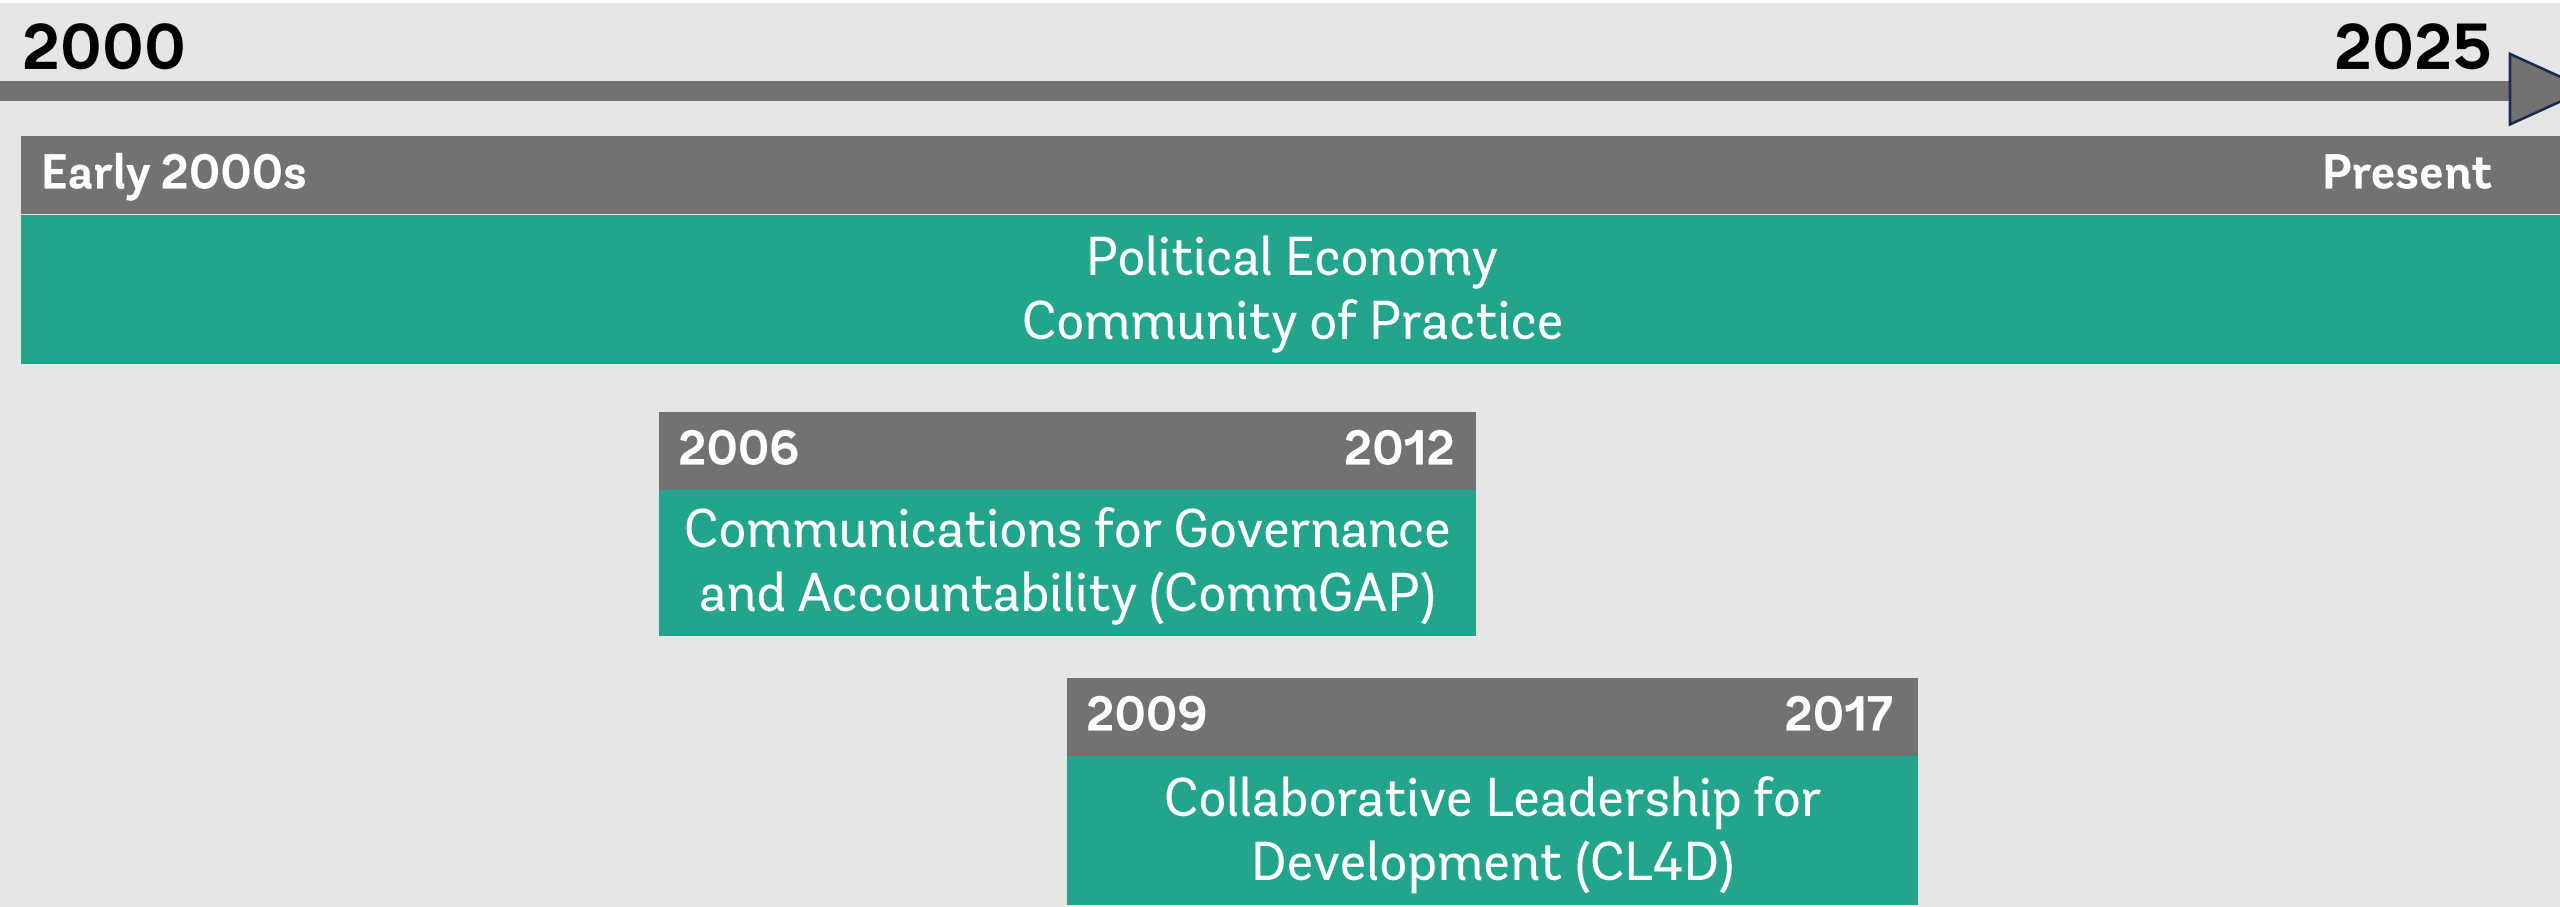 2000
2025
Early 2000s
Present
Political Economy
Community of Practice
2006
2012
Communications for Governance
and Accountability (CommGAP)
2009
2017
Collaborative Leadership for
Development (CL4D)